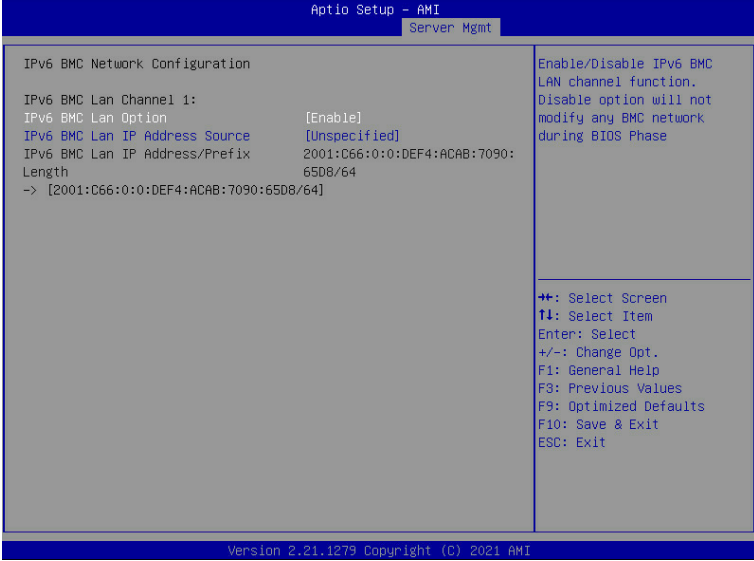 Aptio Setup – AMI
Server Mgmt
IPv6 BMC Network Configuration
IPv6 BMC Lan Channel 1:
IPv6 BMC Lan Option [Enable]
IPv6 BMC Lan IP Address Source [Unspecified]
IPv6 BMC Lan IP Address/Prefix 2001:C66:0:0:DEF4:ACAB:7090:
Length 65D8/64
-> [2001:C66:0:0:DEF4:ACAB:7090:65D8/64]
Enable/Disable IPv6 BMC
LAN channel function.
Disable option will not
modify any BMC network
during BIOS Phase
→←: Select Screen
↑↓: Select Item
Enter: Select
+/-: Change Opt.
F1: General Help
F3: Previous Values
F9: Optimized Defaults
F10: Save & Exit
ESC: Exit
Version 2.21.1279 Copyright (C) 2021 AMI